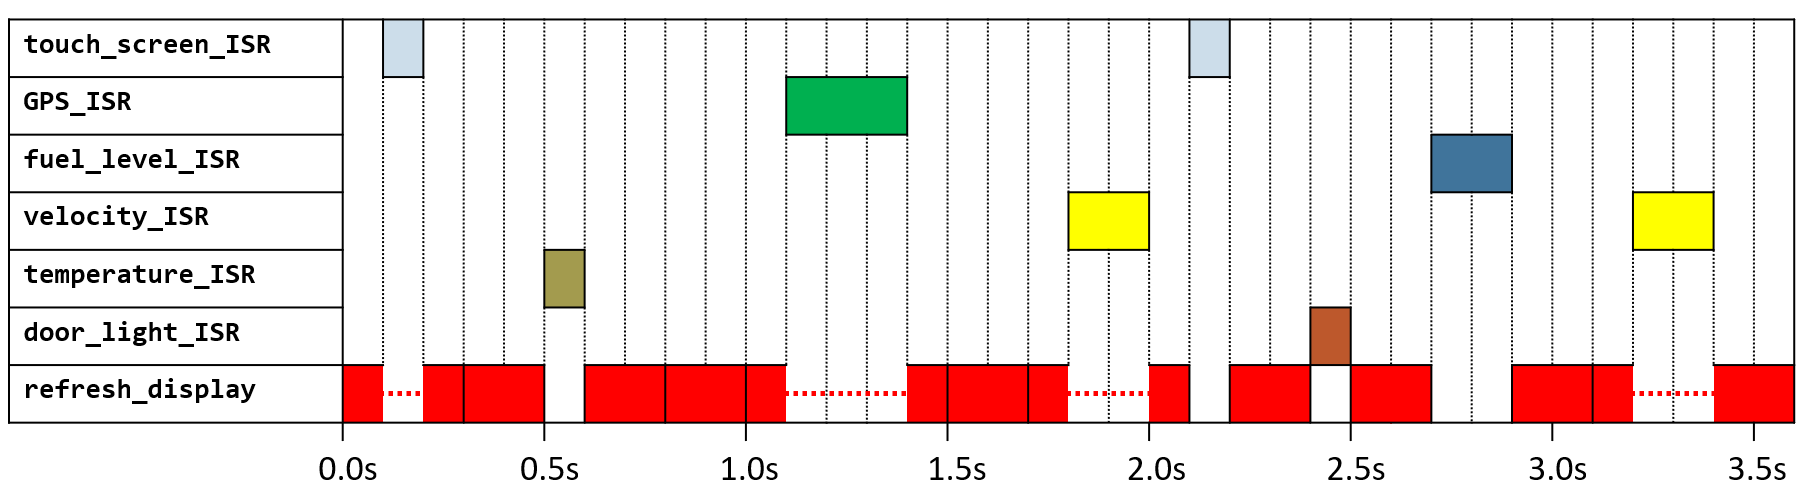 touch_screen_ISR
GPS_ISR
fuel_level_ISR
velocity_ISR
temperature_ISR
door_light_ISR
refresh_display
0.0s 0.5s 1.0s 1.5s 2.0s 2.5s 3.0s 3.5s